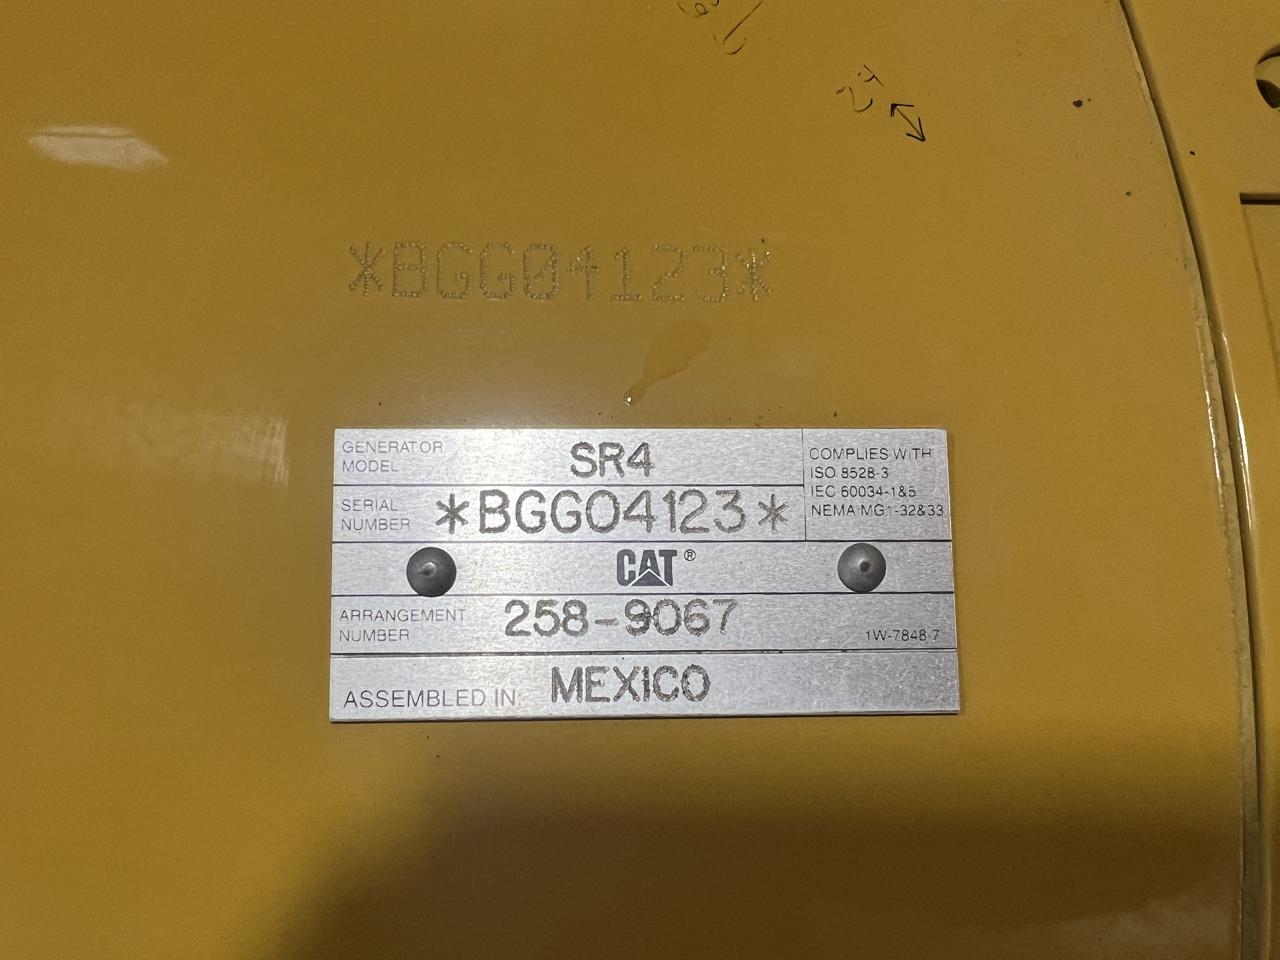 *BGG04123*
GENERATOR
MODEL
SR4
COMPLIES WITH
ISO 8528-3
IEC 60034-1&5
NEMA MG1-32&33
SERIAL
NUMBER
*BGG04123*
CAT®
ARRANGEMENT
NUMBER
258-9067
1W-7848 7
ASSEMBLED IN:
MEXICO